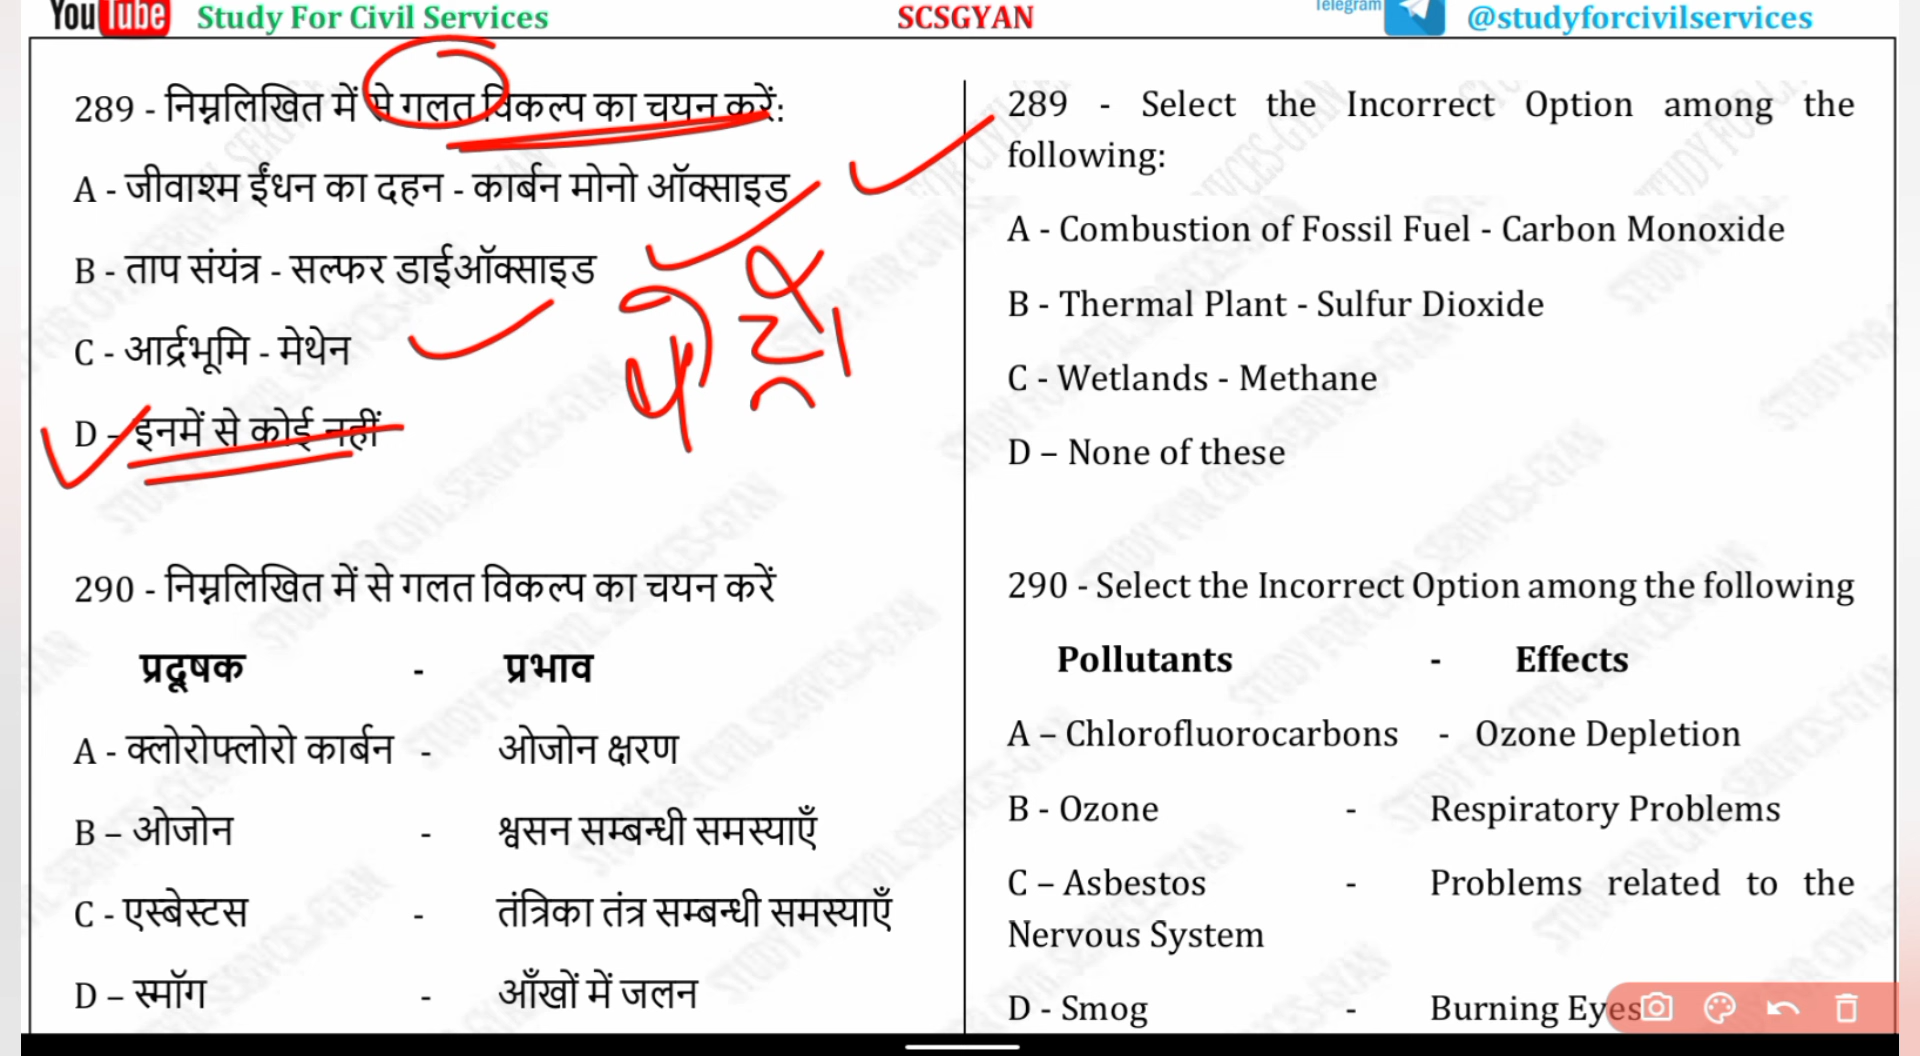 YouTube Study For Civil Services SCSGYAN Telegram @studyforcivilservices
289 - निम्नलिखित में से गलत विकल्प का चयन करें:
A - जीवाश्म ईंधन का दहन - कार्बन मोनो ऑक्साइड
B - ताप संयंत्र - सल्फर डाईऑक्साइड
C - आर्द्रभूमि - मेथेन
D – इनमें से कोई नहीं
290 - निम्नलिखित में से गलत विकल्प का चयन करें
प्रदूषक - प्रभाव
A - क्लोरोफ्लोरो कार्बन - ओजोन क्षरण
B – ओजोन - श्वसन सम्बन्धी समस्याएँ
C - एस्बेस्टस - तंत्रिका तंत्र सम्बन्धी समस्याएँ
D – स्मॉग - आँखों में जलन
289 - Select the Incorrect Option among the
following:
A - Combustion of Fossil Fuel - Carbon Monoxide
B - Thermal Plant - Sulfur Dioxide
C - Wetlands - Methane
D – None of these
290 - Select the Incorrect Option among the following
Pollutants - Effects
A – Chlorofluorocarbons - Ozone Depletion
B - Ozone - Respiratory Problems
C – Asbestos - Problems related to the
Nervous System
D - Smog - Burning Eyes